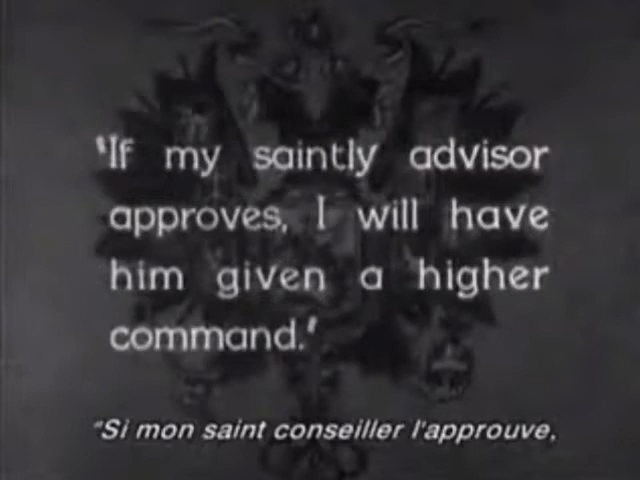 'If my saintly advisor
approves, I will have
him given a higher
command.'
"Si mon saint conseiller l'approuve,